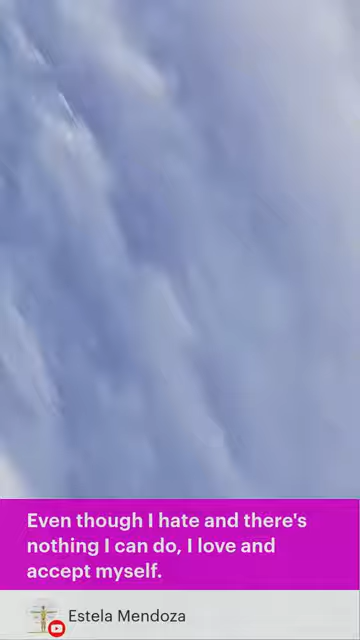 Even though I hate and there's
nothing I can do, I love and
accept myself.
Estela Mendoza